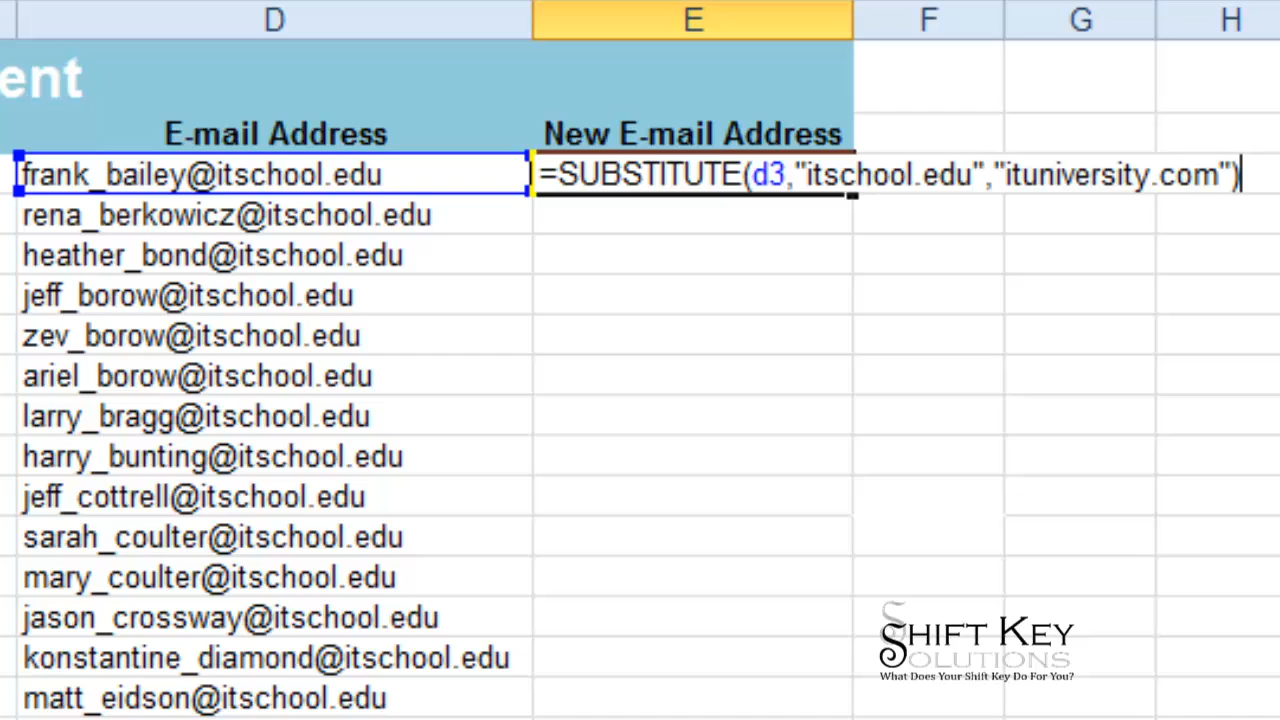 D E F G H
ent
E-mail Address New E-mail Address
frank_bailey@itschool.edu =SUBSTITUTE(d3,"itschool.edu","ituniversity.com")
rena_berkowicz@itschool.edu
heather_bond@itschool.edu
jeff_borow@itschool.edu
zev_borow@itschool.edu
ariel_borow@itschool.edu
larry_bragg@itschool.edu
harry_bunting@itschool.edu
jeff_cottrell@itschool.edu
sarah_coulter@itschool.edu
mary_coulter@itschool.edu
jason_crossway@itschool.edu
konstantine_diamond@itschool.edu
matt_eidson@itschool.edu
SHIFT KEY
SOLUTIONS
What Does Your Shift Key Do For You?